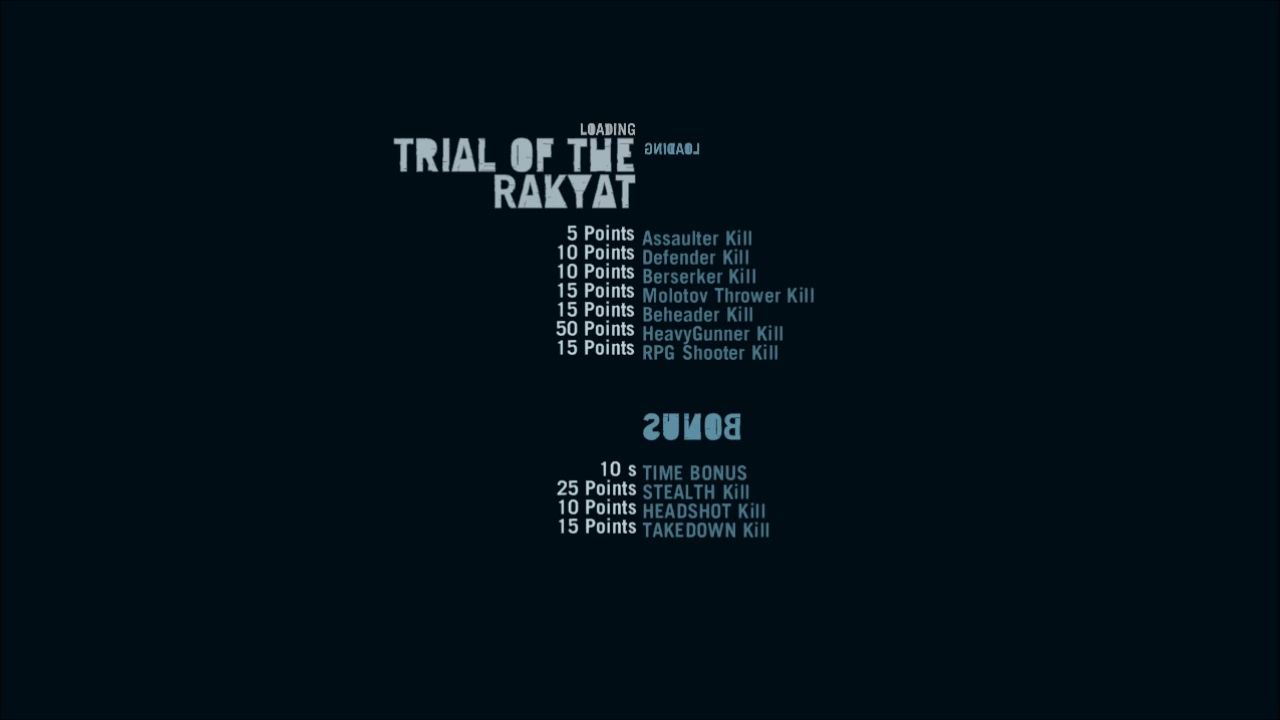 LOADING
LOADING
TRIAL OF THE
RAKYAT
5 Points Assaulter Kill
10 Points Defender Kill
10 Points Berserker Kill
15 Points Molotov Thrower Kill
15 Points Beheader Kill
50 Points HeavyGunner Kill
15 Points RPG Shooter Kill
BONUS
10 s TIME BONUS
25 Points STEALTH Kill
10 Points HEADSHOT Kill
15 Points TAKEDOWN Kill